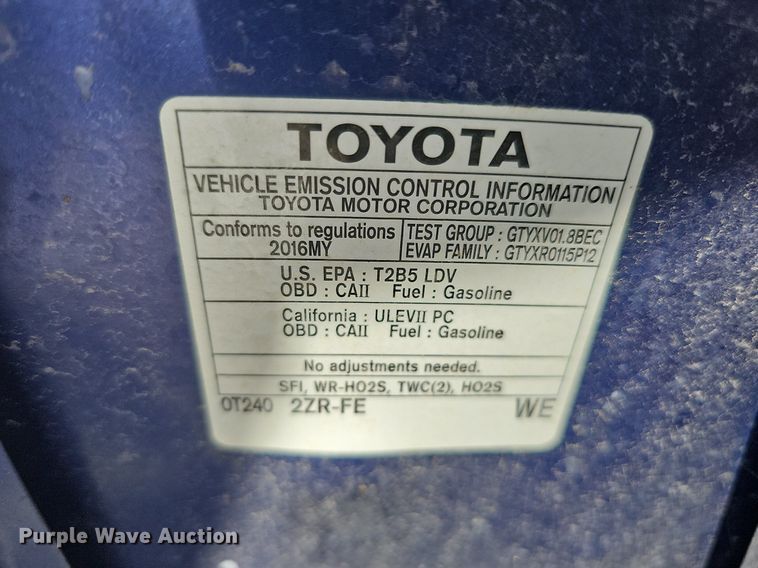 TOYOTA
VEHICLE EMISSION CONTROL INFORMATION
TOYOTA MOTOR CORPORATION
Conforms to regulations
2016MY
TEST GROUP : GTYXV01.8BEC
EVAP FAMILY : GTYXR0115P12
U.S. EPA : T2B5 LDV
OBD : CAII Fuel : Gasoline
California : ULEVII PC
OBD : CAII Fuel : Gasoline
No adjustments needed.
SFI, WR-HO2S, TWC(2), HO2S
0T240 2ZR-FE WE
Purple Wave Auction